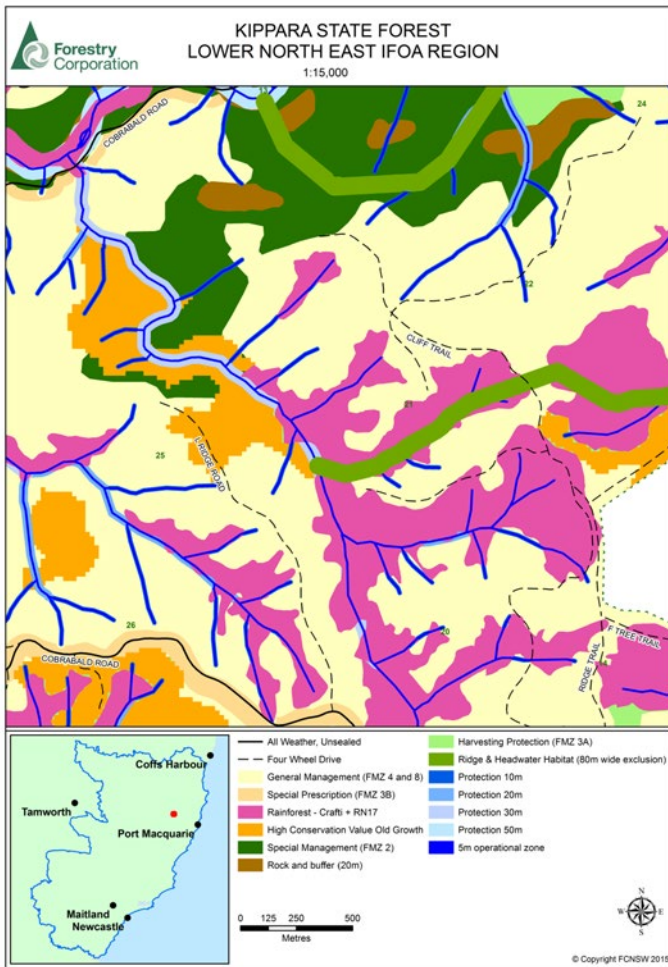 Forestry
Corporation
KIPPARA STATE FOREST
LOWER NORTH EAST IFOA REGION
1:15,000
COBRABALD ROAD
24
22
CLIFF TRAIL
21
25
L RIDGE ROAD
26
20
COBRABALD ROAD
F TREE TRAIL
RIDGE TRAIL
Coffs Harbour
Tamworth
Port Macquarie
Maitland
Newcastle
All Weather, Unsealed
Four Wheel Drive
General Management (FMZ 4 and 8)
Special Prescription (FMZ 3B)
Rainforest - Crafti + RN17
High Conservation Value Old Growth
Special Management (FMZ 2)
Rock and buffer (20m)
Harvesting Protection (FMZ 3A)
Ridge & Headwater Habitat (80m wide exclusion)
Protection 10m
Protection 20m
Protection 30m
Protection 50m
5m operational zone
0 125 250 500
Metres
N
W E
S
© Copyright FCNSW 2015